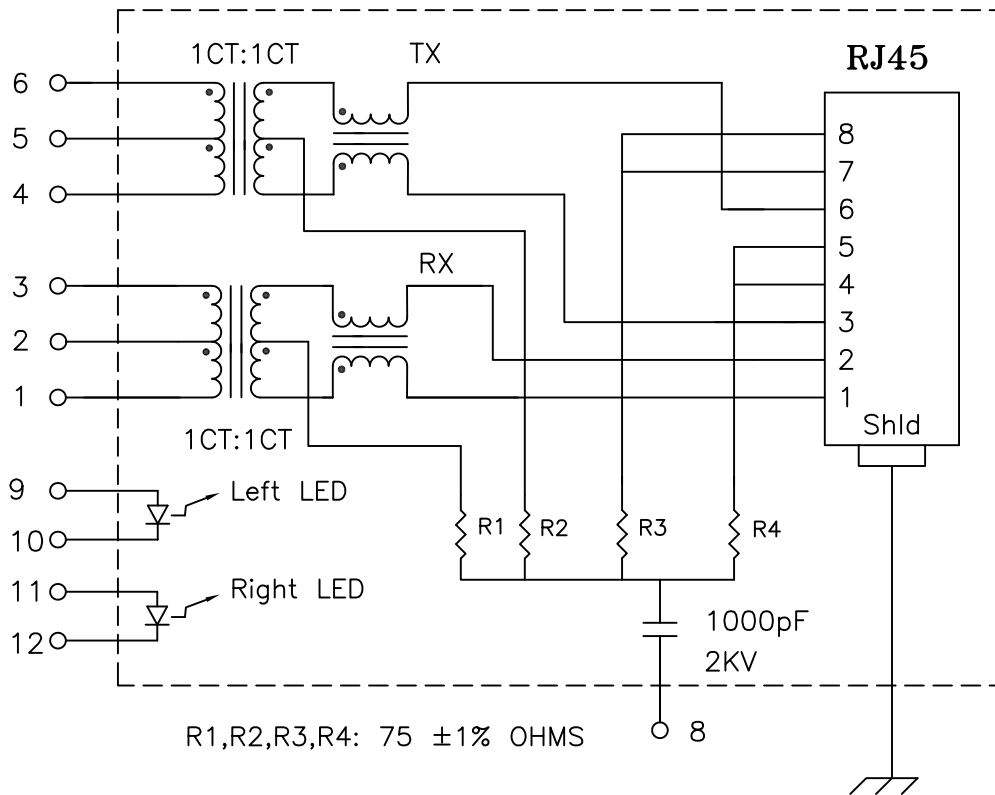 1CT:1CT
TX
RJ45
6
5
4
3
2
1
RX
8
7
6
5
4
3
2
1
Shld
1CT:1CT
9
Left LED
10
11
Right LED
12
R1
R2
R3
R4
1000pF
2KV
R1,R2,R3,R4: 75 ±1% OHMS
8